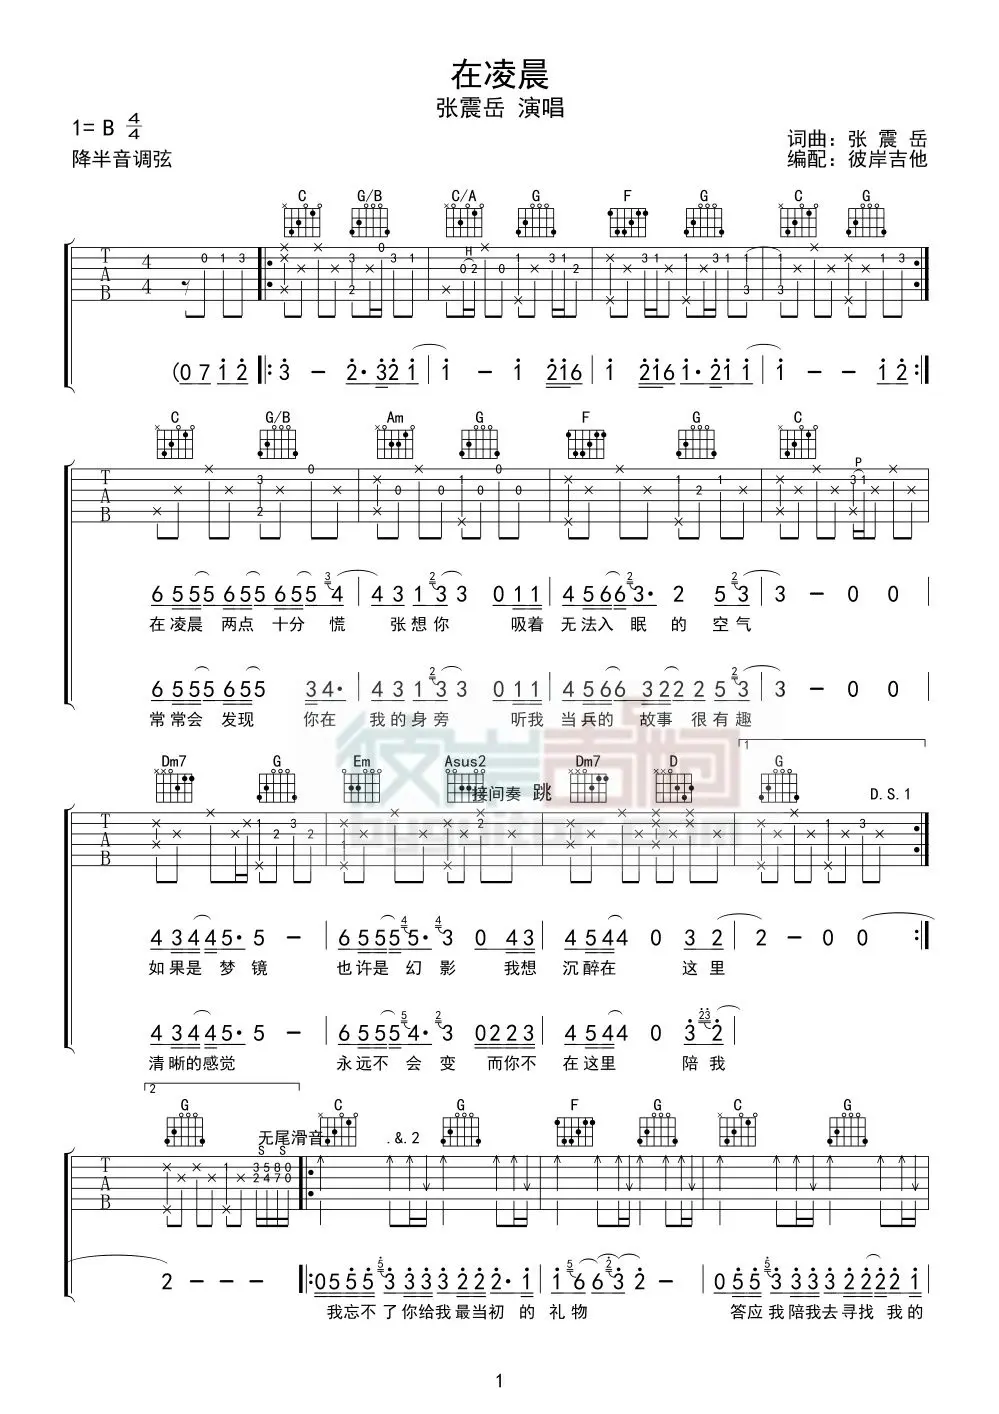 在凌晨
张震岳 演唱
1= B 4/4
降半音调弦
词曲：张 震 岳
编配：彼岸吉他
C G/B C/A G F G C G
H
T A B 4 4 0 1 3
(0 7 1 2 3 - 2· 3 2 1 1 - 1 2 1 6 1 2 1 6 1· 2 1 1 1 - - 1 2
C G/B Am G F G C
P
T A B
6 5 5 5 6 5 5 6 5 5 4 4 3 1 3 3 0 1 1 4 5 6 6 3· 2 5 3 3 - 0 0
在凌晨 两点 十分 慌 张想你 吸着 无法入 眠 的 空气
6 5 5 5 6 5 5 3 4· 4 3 1 3 3 0 1 1 4 5 6 6 3 2 2 2 5 3 3 - 0 0
常常会 发现 你在 我的身旁 听我 当兵的 故事 很有趣
彼岸吉他
byguitar.com
1
Dm7 G Em Asus2 Dm7 D G
接间奏 跳
D.S.1
T A B
4 3 4 4 5· 5 - 6 5 5 5 5· 3 0 4 3 4 5 4 4 0 3 2 2 - 0 0
如果是 梦 镜 也许是 幻 影 我想 沉醉在 这里
4 3 4 4 5· 5 - 6 5 5 5 4· 3 0 2 2 3 4 5 4 4 0 3 2
清晰的感觉 永远不 会 变 而你不 在这里 陪我
2
G C G F G C G
无尾滑音 .&.2
S S
T A B
2 - - - 0 5 5 5 3 3 3 3 2 2 2· 1 1 6 6 3 2 - 0 5 5 3 3 3 3 2 2 2 2 1
我忘不了你给我最当初 的 礼物 答应我陪我去寻找 我的
1